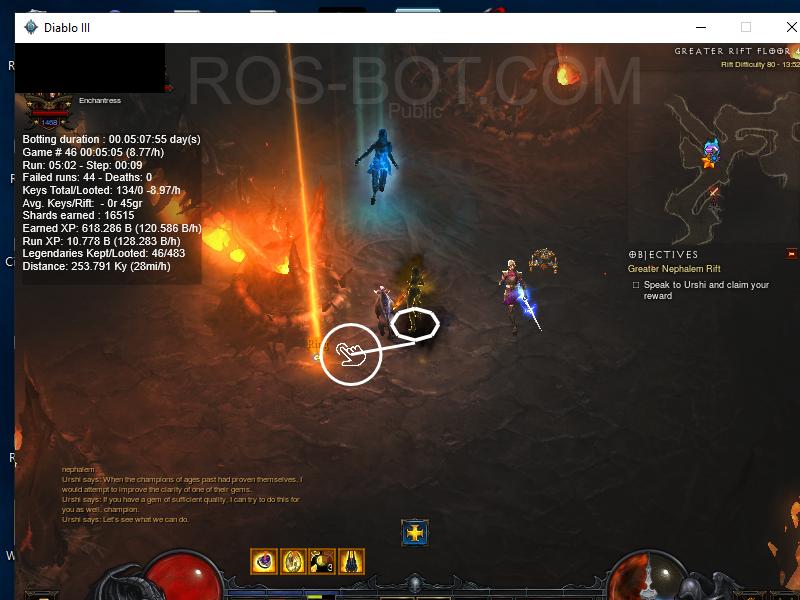 Diablo III
GREATER RIFT FLOOR 4
Rift Difficulty 80 - 13:52
ROS-BOT.COM
Public
Enchantress
1468
Botting duration : 00.05:07:55 day(s)
Game # 46 00:05:05 (8.77/h)
Run: 05:02 - Step: 00:09
Failed runs: 44 - Deaths: 0
Keys Total/Looted: 134/0 -8.97/h
Avg. Keys/Rift:  - 0r 45gr
Shards earned : 16515
Earned XP: 618.286 B (120.586 B/h)
Run XP: 10.778 B (128.283 B/h)
Legendaries Kept/Looted: 46/483
Distance: 253.791 Ky (28mi/h)
OBJECTIVES
Greater Nephalem Rift
Speak to Urshi and claim your
reward
Ring
nephalem.
Urshi says: When the champions of ages past had proven themselves, I
would attempt to improve the clarity of one of their gems.
Urshi says: If you have a gem of sufficient quality, I can try to do this for
you as well, champion.
Urshi says: Let's see what we can do.
3